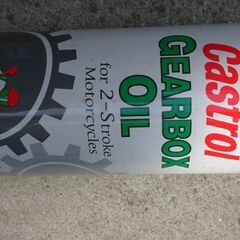 Castrol
GEARBOX
OIL
for 2-Stroke
Motorcycles